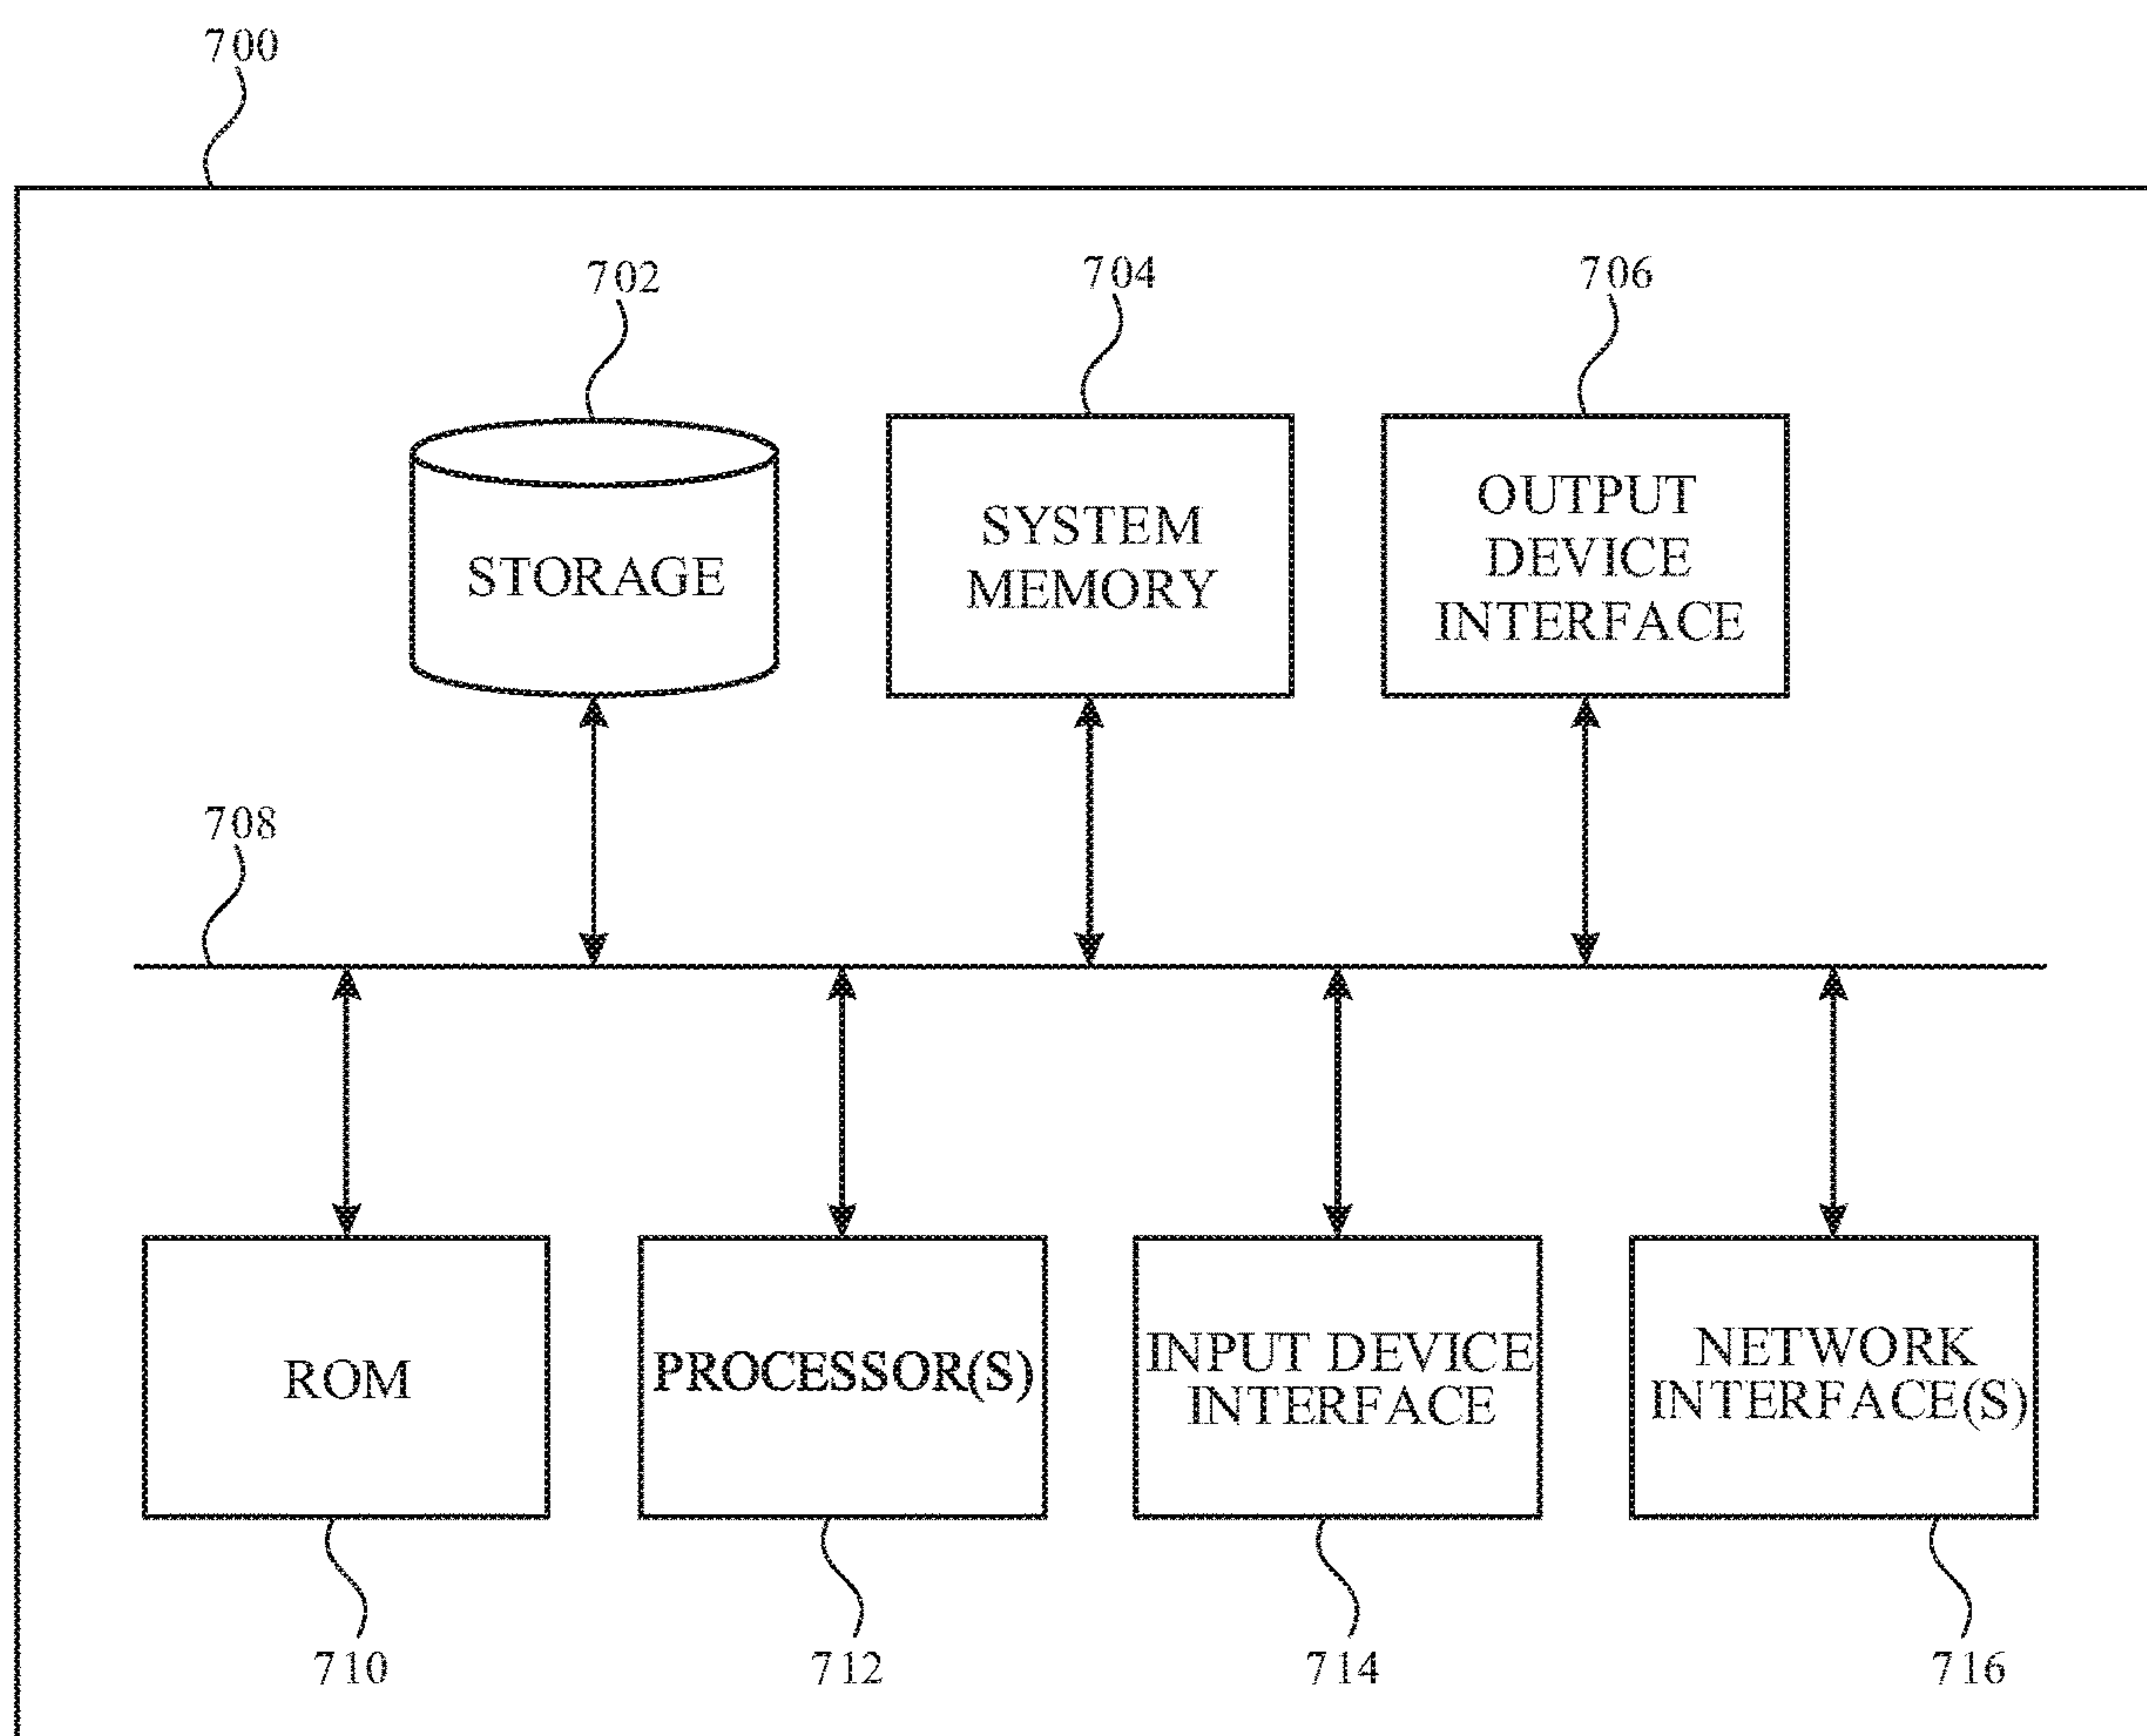 700
702
704
706
STORAGE
SYSTEM
MEMORY
OUTPUT
DEVICE
INTERFACE
708
ROM
PROCESSOR(S)
INPUT DEVICE
INTERFACE
NETWORK
INTERFACE(S)
710
712
714
716